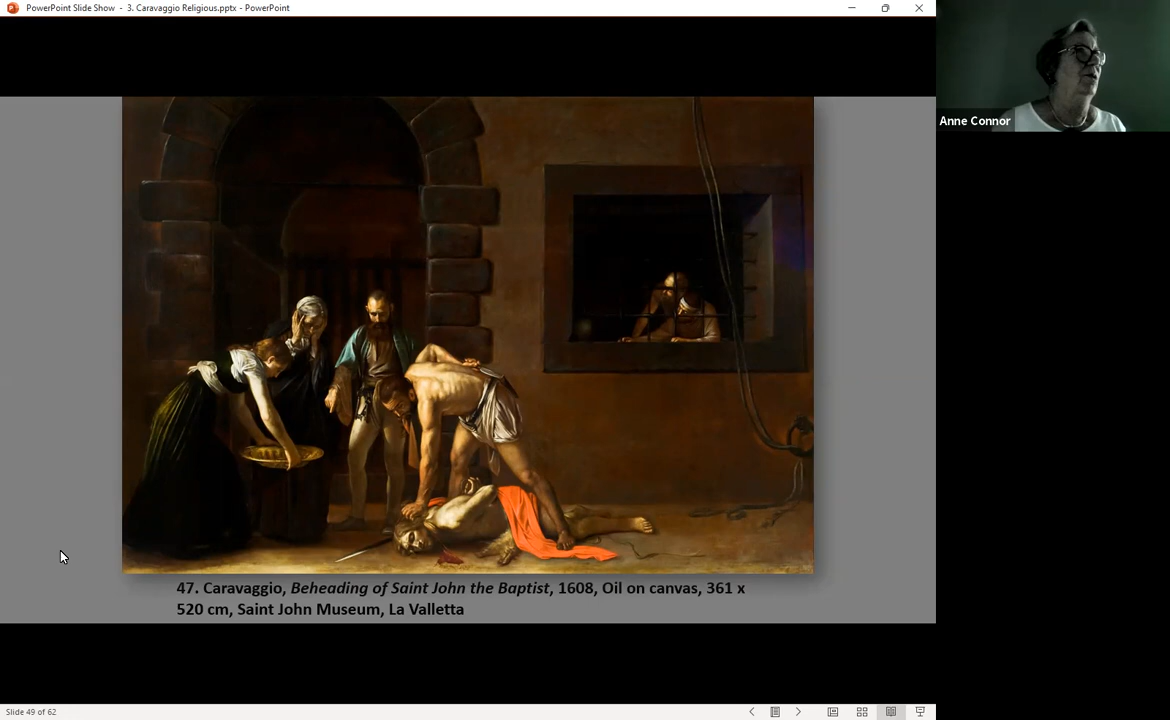 PowerPoint Slide Show - 3. Caravaggio Religious.pptx - PowerPoint
Anne Connor
47. Caravaggio, Beheading of Saint John the Baptist, 1608, Oil on canvas, 361 x
520 cm, Saint John Museum, La Valletta
Slide 49 of 62